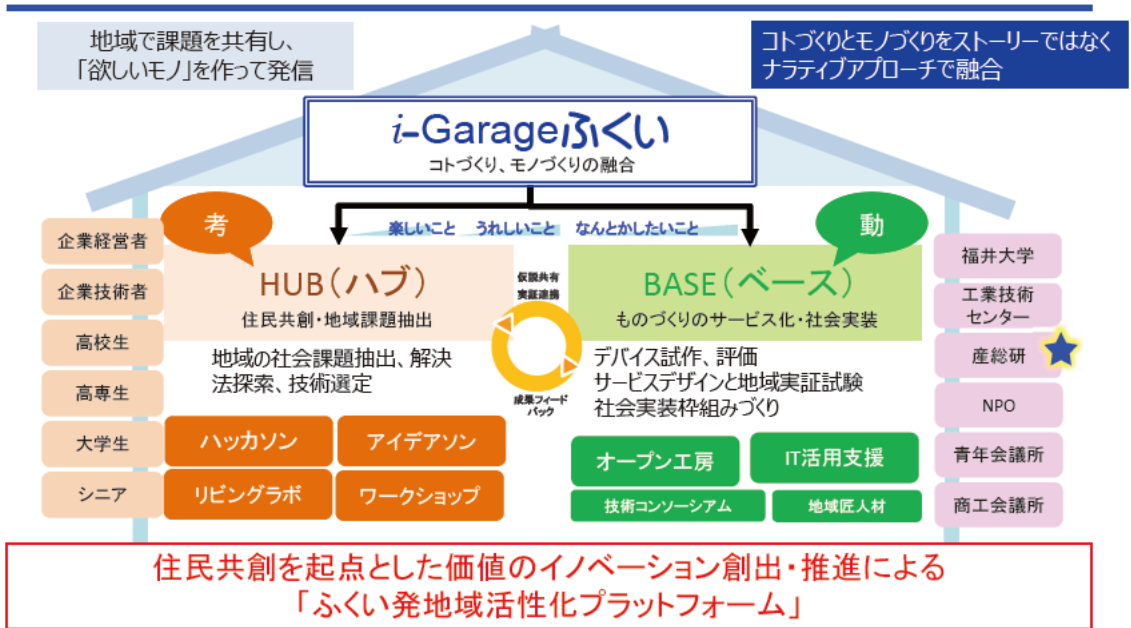 地域で課題を共有し、
「欲しいモノ」を作って発信
コトづくりとモノづくりをストーリーではなく
ナラティブアプローチで融合
i-Garageふくい
コトづくり、モノづくりの融合
考
動
楽しいこと うれしいこと なんとかしたいこと
企業経営者
企業技術者
高校生
高専生
大学生
シニア
HUB(ハブ)
住民共創・地域課題抽出
地域の社会課題抽出、解決
法探索、技術選定
ハッカソン
アイデアソン
リビングラボ
ワークショップ
仮説共有
実証連携
成果フィード
バック
BASE(ベース)
ものづくりのサービス化・社会実装
デバイス試作、評価
サービスデザインと地域実証試験
社会実装枠組みづくり
オープン工房
IT活用支援
技術コンソーシアム
地域匠人材
福井大学
工業技術
センター
産総研
NPO
青年会議所
商工会議所
住民共創を起点とした価値のイノベーション創出・推進による
「ふくい発地域活性化プラットフォーム」